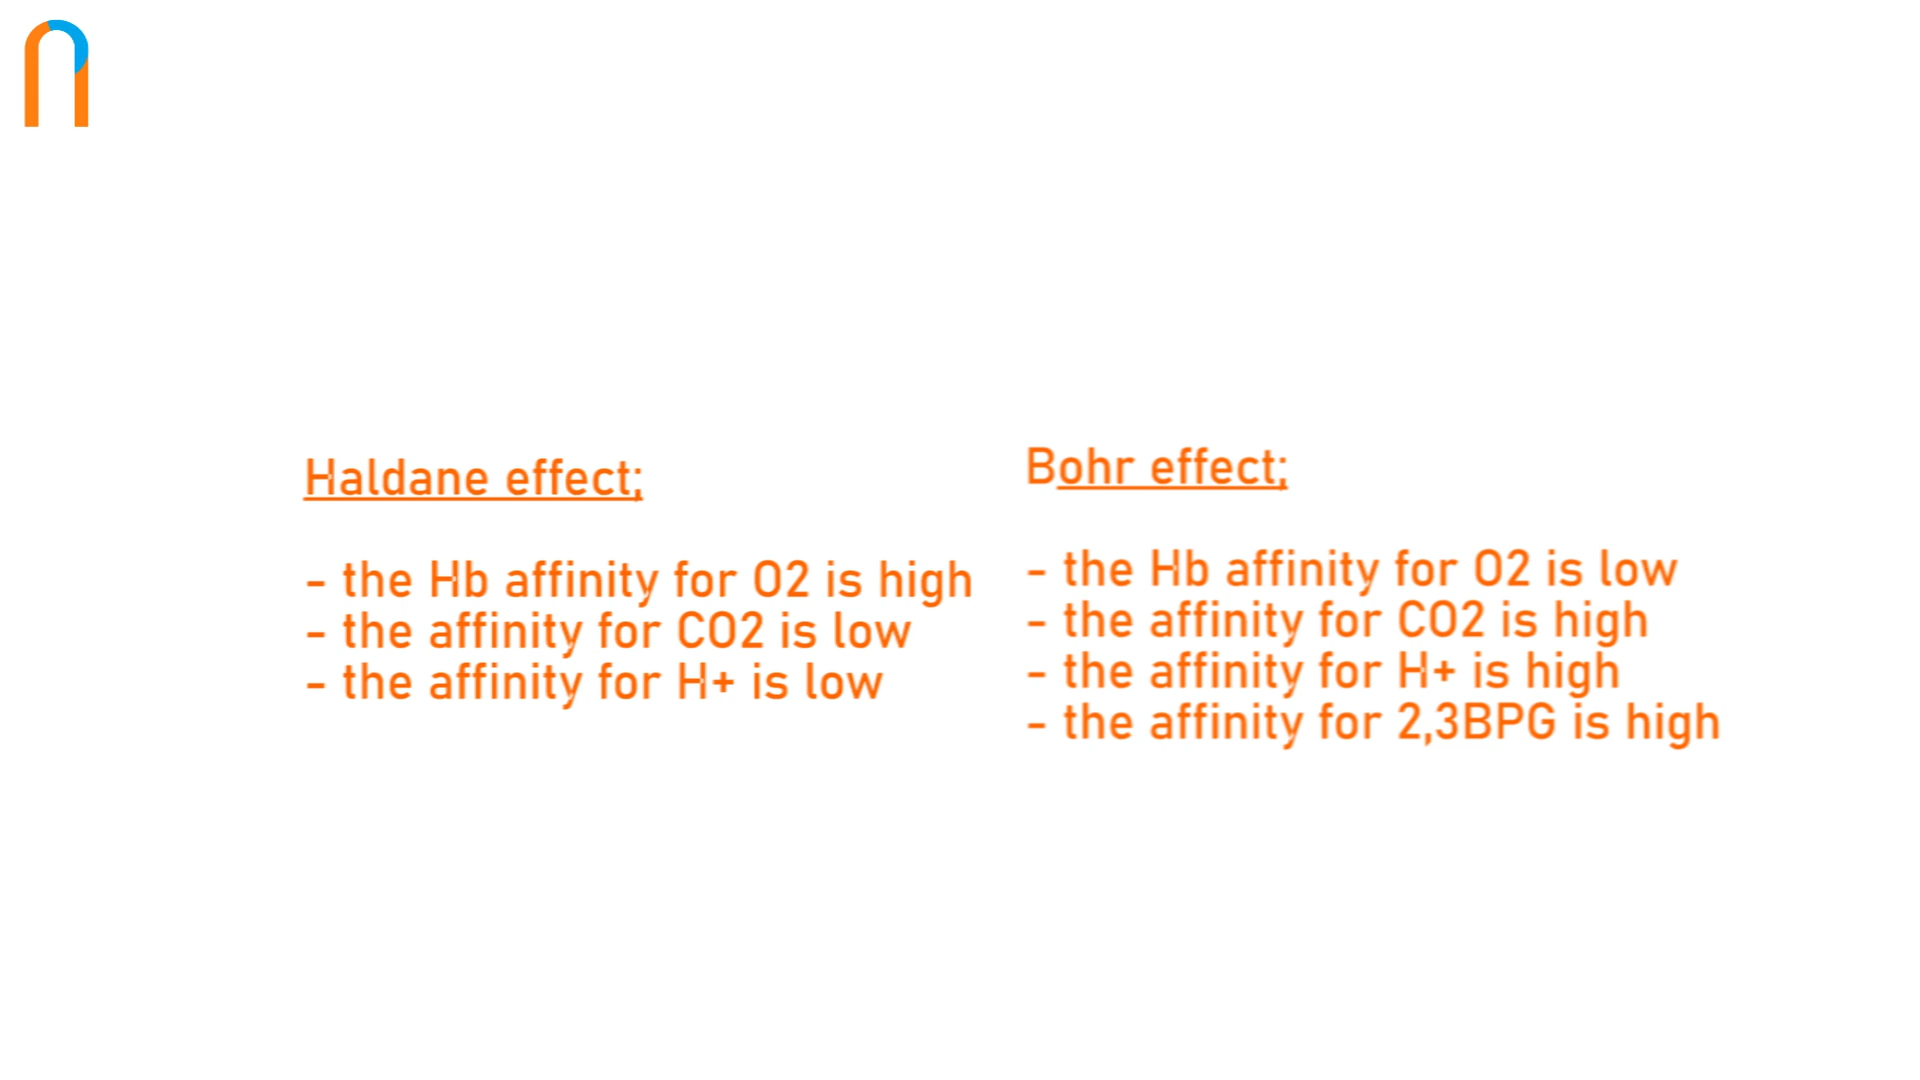 Haldane effect;
- the Hb affinity for O2 is high
- the affinity for CO2 is low
- the affinity for H+ is low
Bohr effect;
- the Hb affinity for O2 is low
- the affinity for CO2 is high
- the affinity for H+ is high
- the affinity for 2,3BPG is high